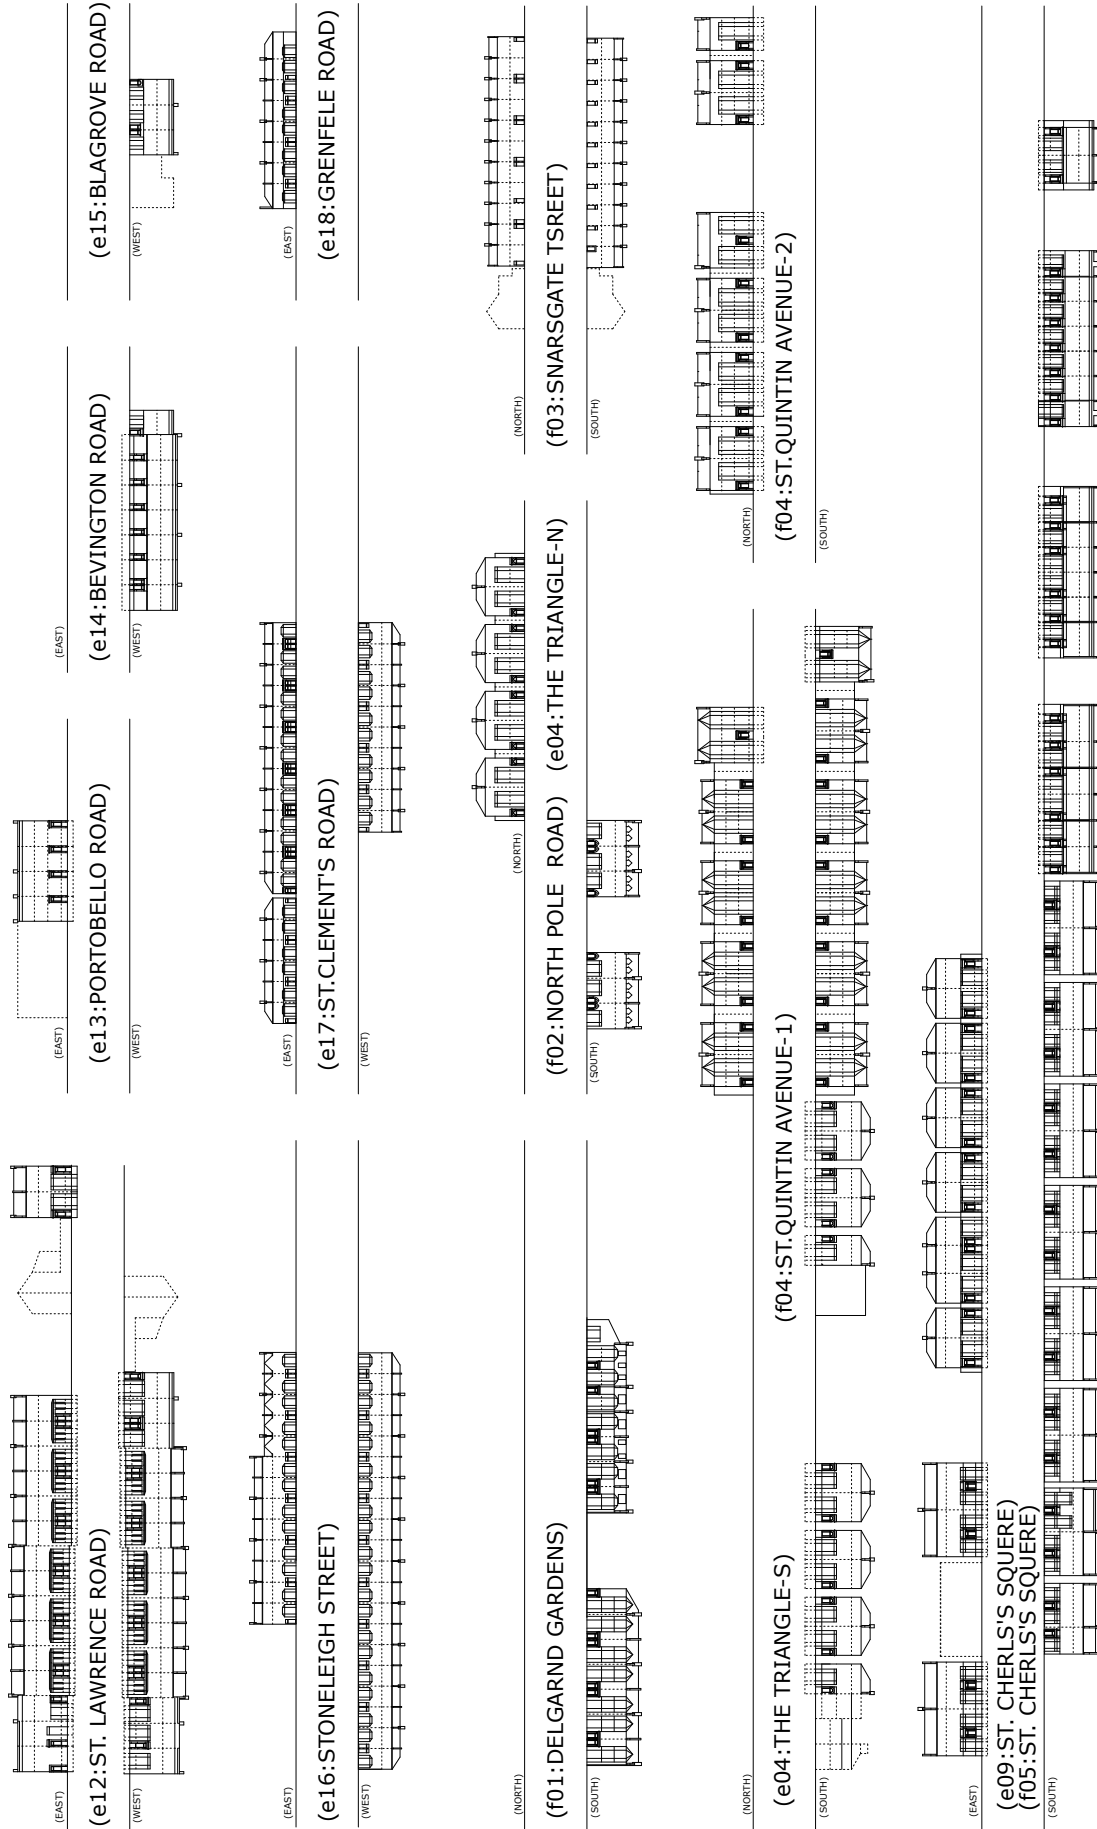 (EAST)
(e12:ST. LAWRENCE ROAD)
(WEST)
(EAST)
(e13:PORTOBELLO ROAD)
(WEST)
(EAST)
(e14:BEVINGTON ROAD)
(WEST)
(e15:BLAGROVE ROAD)
(WEST)
(EAST)
(e16:STONELEIGH STREET)
(WEST)
(EAST)
(e17:ST.CLEMENT'S ROAD)
(WEST)
(EAST)
(e18:GRENFELE ROAD)
(NORTH)
(f01:DELGARND GARDENS)
(SOUTH)
(f02:NORTH POLE ROAD)
(SOUTH)
(NORTH)
(e04:THE TRIANGLE-N)
(NORTH)
(f03:SNARSGATE TSREET)
(SOUTH)
(NORTH)
(e04:THE TRIANGLE-S)
(SOUTH)
(f04:ST.QUINTIN AVENUE-1)
(NORTH)
(f04:ST.QUINTIN AVENUE-2)
(SOUTH)
(EAST)
(e09:ST. CHERLS'S SQUERE)
(f05:ST. CHERLS'S SQUERE)
(SOUTH)